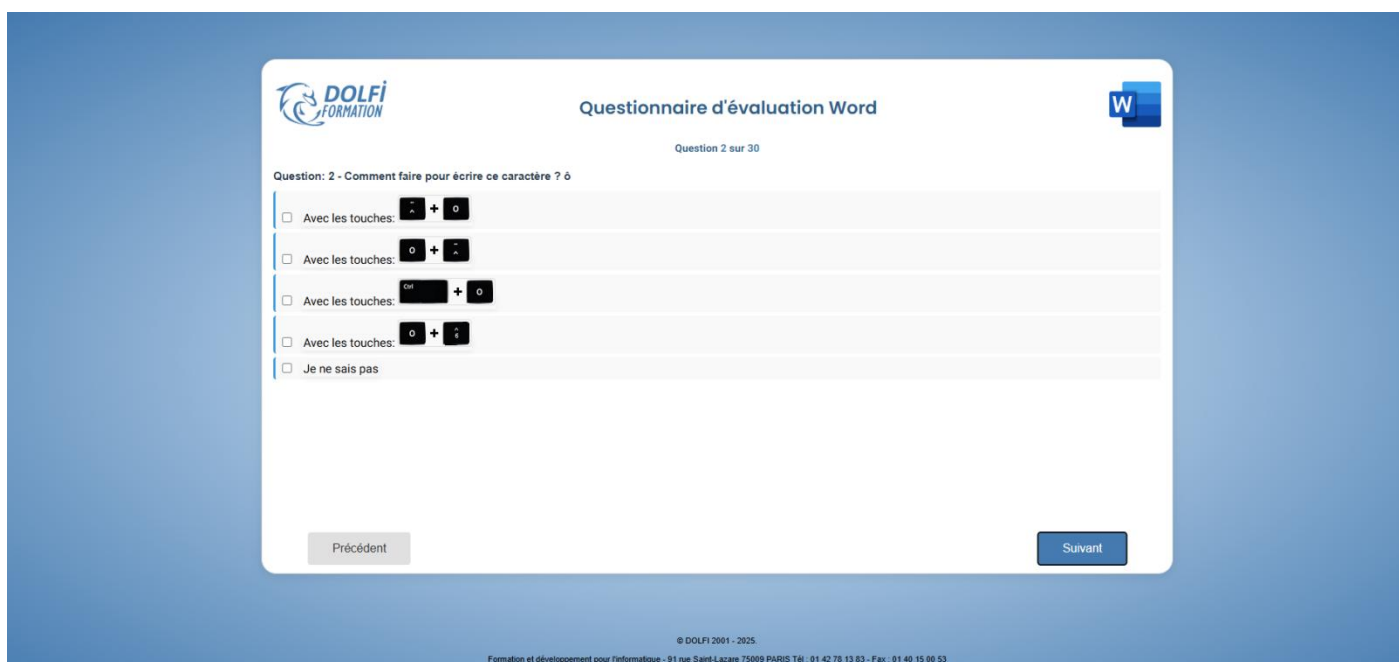 DOLFi
FORMATION
Questionnaire d'évaluation Word
W
Question 2 sur 30
Question: 2 - Comment faire pour écrire ce caractère ? ô
Avec les touches: ¨ ^ + O
Avec les touches: O + ¨ ^
Avec les touches: Ctrl + O
Avec les touches: O + ^ 6
Je ne sais pas
Précédent
Suivant
© DOLFI 2001 - 2025.
Formation et développement pour l'informatique - 91 rue Saint-Lazare 75009 PARIS Tél : 01 42 78 13 83 - Fax : 01 40 15 00 53